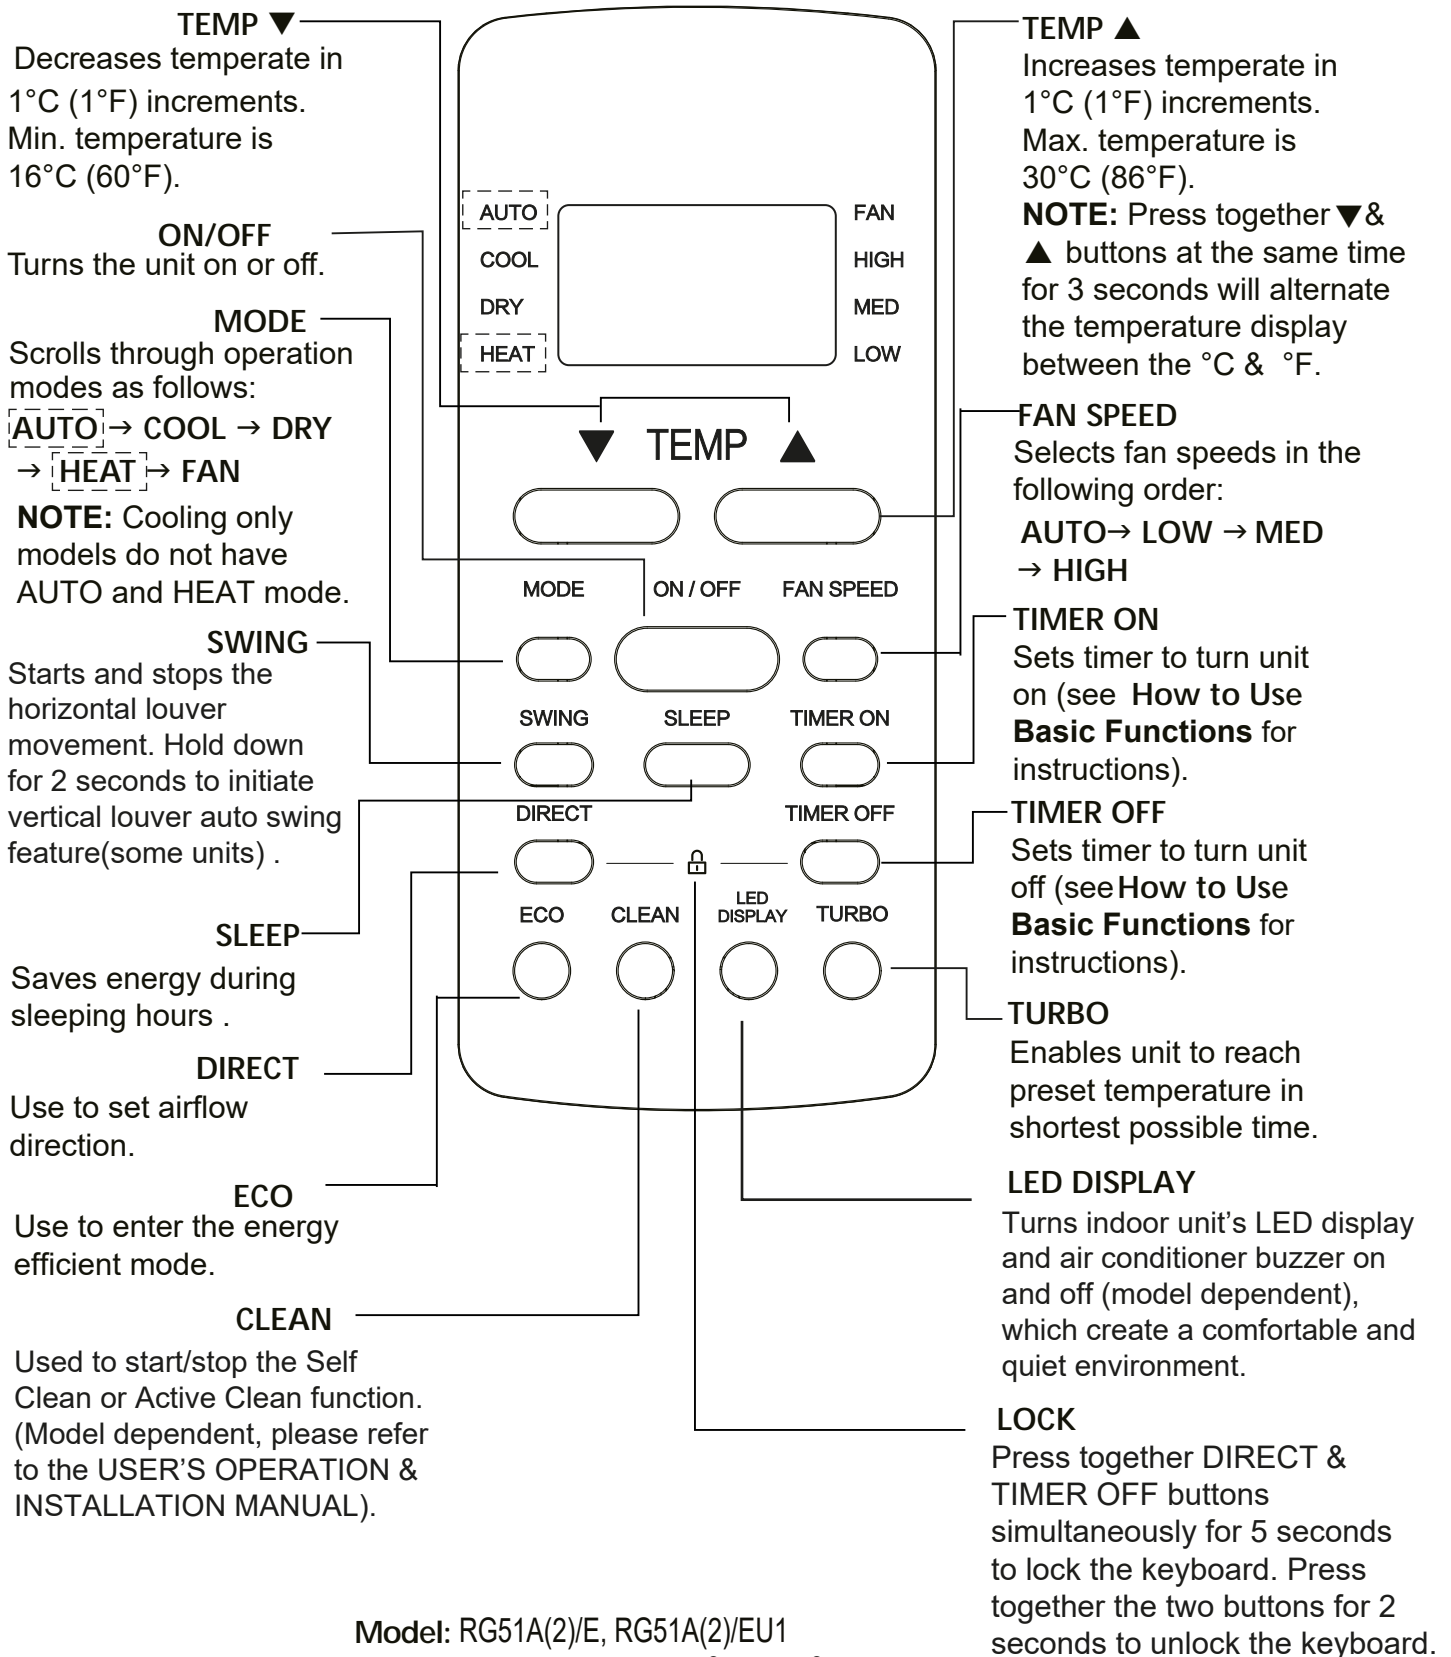 TEMP ▼
Decreases temperate in
1°C (1°F) increments.
Min. temperature is
16°C (60°F).
ON/OFF
Turns the unit on or off.
MODE
Scrolls through operation
modes as follows:
AUTO → COOL → DRY
→ HEAT → FAN
NOTE: Cooling only
models do not have
AUTO and HEAT mode.
SWING
Starts and stops the
horizontal louver
movement. Hold down
for 2 seconds to initiate
vertical louver auto swing
feature(some units) .
SLEEP
Saves energy during
sleeping hours .
DIRECT
Use to set airflow
direction.
ECO
Use to enter the energy
efficient mode.
CLEAN
Used to start/stop the Self
Clean or Active Clean function.
(Model dependent, please refer
to the USER'S OPERATION &
INSTALLATION MANUAL).
AUTO
COOL
DRY
HEAT
FAN
HIGH
MED
LOW
▼ TEMP ▲
MODE ON / OFF FAN SPEED
SWING SLEEP TIMER ON
DIRECT TIMER OFF
ECO CLEAN LED DISPLAY TURBO
TEMP ▲
Increases temperate in
1°C (1°F) increments.
Max. temperature is
30°C (86°F).
NOTE: Press together ▼&
▲ buttons at the same time
for 3 seconds will alternate
the temperature display
between the °C & °F.
FAN SPEED
Selects fan speeds in the
following order:
AUTO→ LOW → MED
→ HIGH
TIMER ON
Sets timer to turn unit
on (see How to Use
Basic Functions for
instructions).
TIMER OFF
Sets timer to turn unit
off (see How to Use
Basic Functions for
instructions).
TURBO
Enables unit to reach
preset temperature in
shortest possible time.
LED DISPLAY
Turns indoor unit's LED display
and air conditioner buzzer on
and off (model dependent),
which create a comfortable and
quiet environment.
LOCK
Press together DIRECT &
TIMER OFF buttons
simultaneously for 5 seconds
to lock the keyboard. Press
together the two buttons for 2
seconds to unlock the keyboard.
Model: RG51A(2)/E, RG51A(2)/EU1